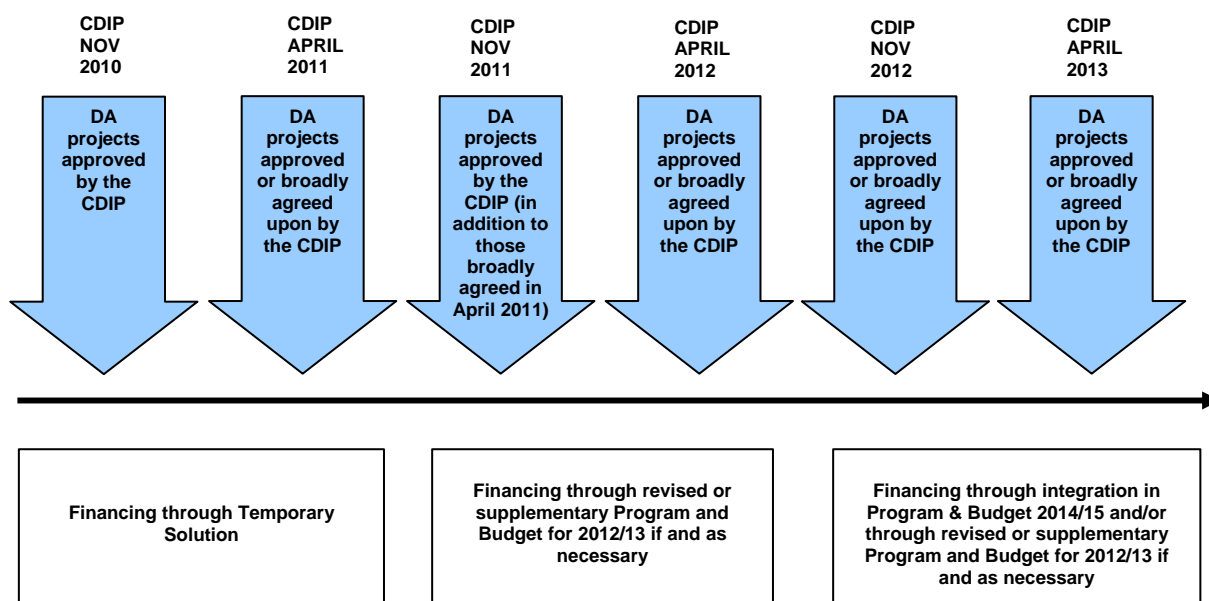 CDIP
NOV
2010
CDIP
APRIL
2011
CDIP
NOV
2011
CDIP
APRIL
2012
CDIP
NOV
2012
CDIP
APRIL
2013
DA
projects
approved
by the
CDIP
DA
projects
approved
or broadly
agreed
upon by
the CDIP
DA
projects
approved
by the
CDIP (in
addition to
those
broadly
agreed in
April 2011)
DA
projects
approved
or broadly
agreed
upon by
the CDIP
DA
projects
approved
or broadly
agreed
upon by
the CDIP
DA
projects
approved
or broadly
agreed
upon by
the CDIP
Financing through Temporary
Solution
Financing through revised or
supplementary Program and
Budget for 2012/13 if and as
necessary
Financing through integration in
Program & Budget 2014/15 and/or
through revised or supplementary
Program and Budget for 2012/13 if
and as necessary